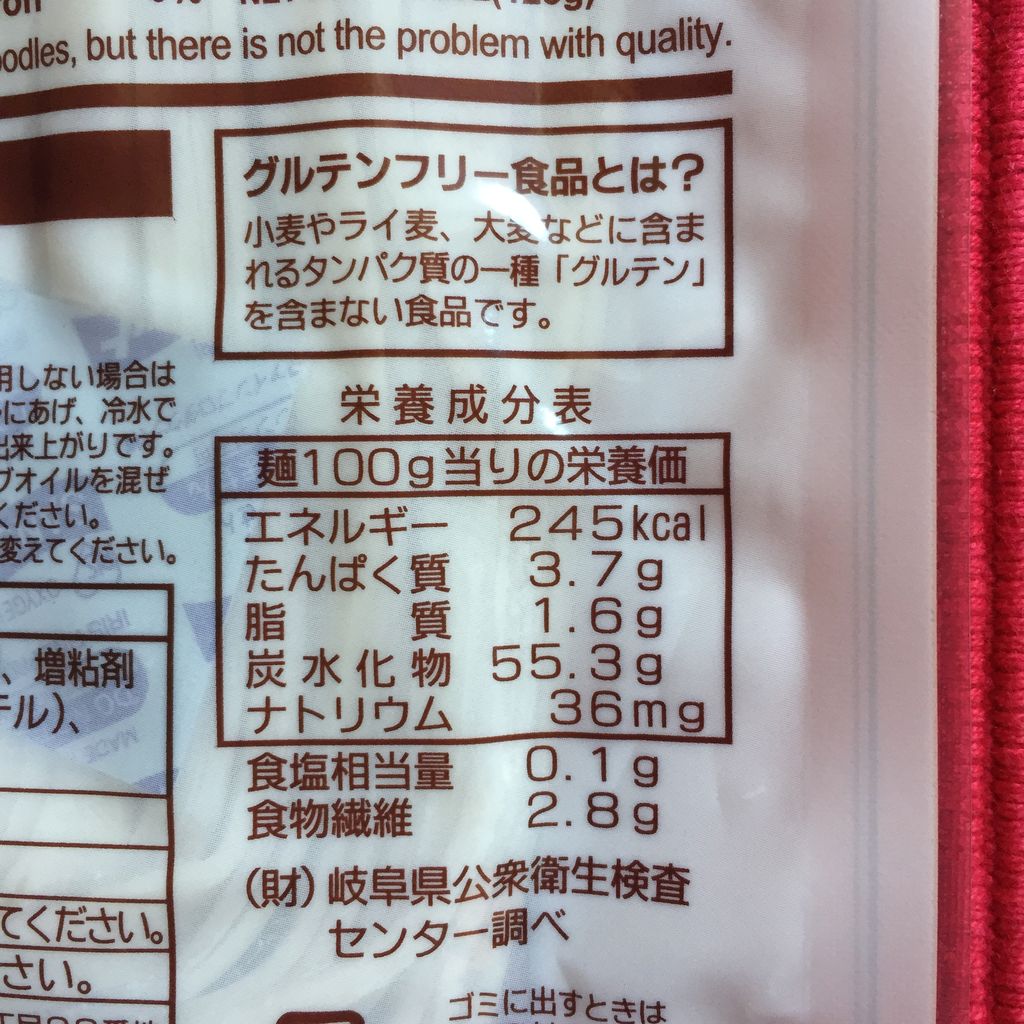 but there is not the problem with quality.
グルテンフリー食品とは？
小麦やライ麦、大麦などに含ま
れるタンパク質の一種「グルテン」
を含まない食品です。
しない場合は
にあげ、冷水で
出来上がりです。
オイルを混ぜ
ください。
変えてください。
、増粘剤
テル)、
てください。
さい。
栄養成分表
麺100g当りの栄養価
エネルギー 245kcal
たんぱく質 3.7g
脂質 1.6g
炭水化物 55.3g
ナトリウム 36mg
食塩相当量 0.1g
食物繊維 2.8g
(財)岐阜県公衆衛生検査
センター調べ
ゴミに出すときは